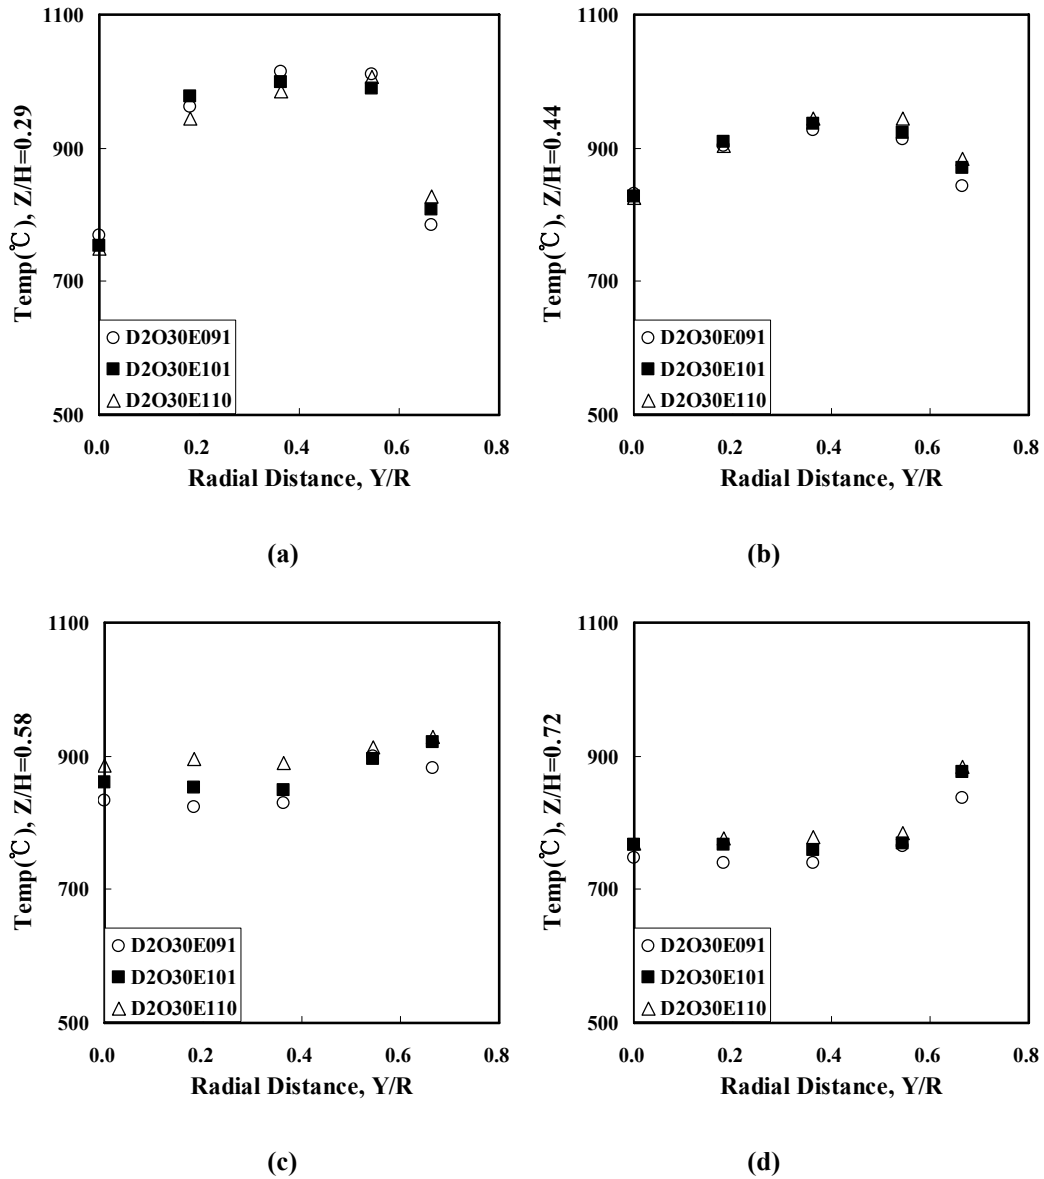 1100
900
700
500
Temp(℃), Z/H=0.29
D2O30E091
D2O30E101
D2O30E110
0.0 0.2 0.4 0.6 0.8
Radial Distance, Y/R
(a)
1100
900
700
500
Temp(℃), Z/H=0.44
D2O30E091
D2O30E101
D2O30E110
0.0 0.2 0.4 0.6 0.8
Radial Distance, Y/R
(b)
1100
900
700
500
Temp(℃), Z/H=0.58
D2O30E091
D2O30E101
D2O30E110
0.0 0.2 0.4 0.6 0.8
Radial Distance, Y/R
(c)
1100
900
700
500
Temp(℃), Z/H=0.72
D2O30E091
D2O30E101
D2O30E110
0.0 0.2 0.4 0.6 0.8
Radial Distance, Y/R
(d)